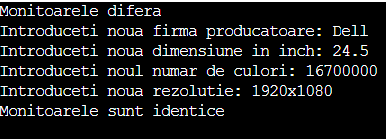 Monitoarele difera
Introduceti noua firma producatoare: Dell
Introduceti noua dimensiune in inch: 24.5
Introduceti noul numar de culori: 16700000
Introduceti noua rezolutie: 1920x1080
Monitoarele sunt identice